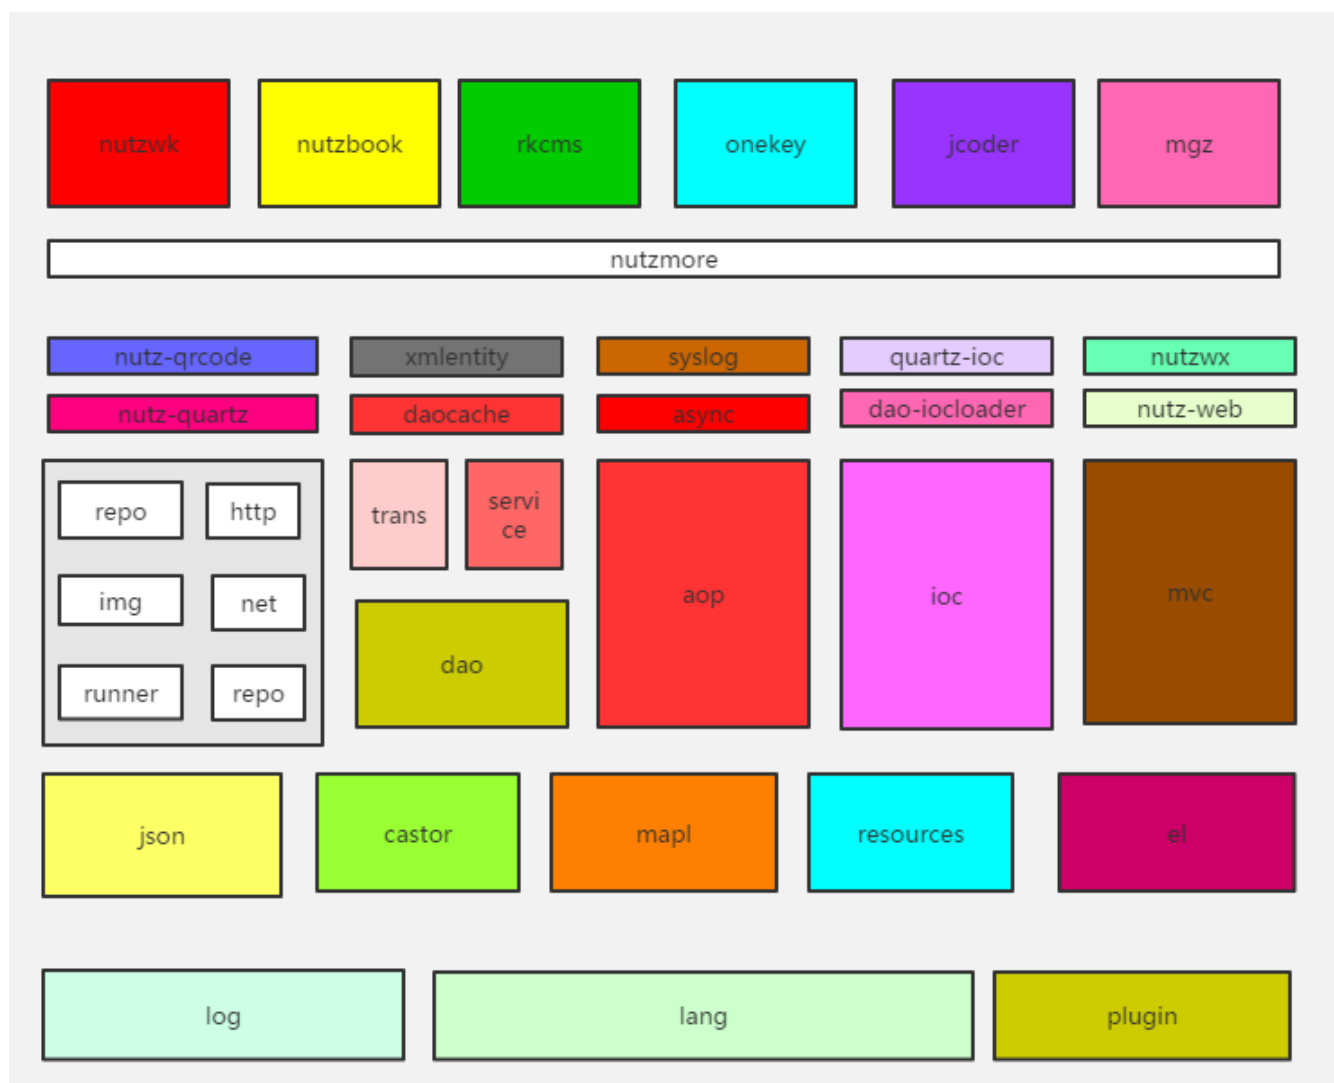 nutzwk
nutzbook
rkcms
onekey
jcoder
mgz
nutzmore
nutz-qrcode
xmlentity
syslog
quartz-ioc
nutzwx
nutz-quartz
daocache
async
dao-iocloader
nutz-web
repo
http
img
net
runner
repo
trans
servi
ce
dao
aop
ioc
mvc
json
castor
mapl
resources
el
log
lang
plugin